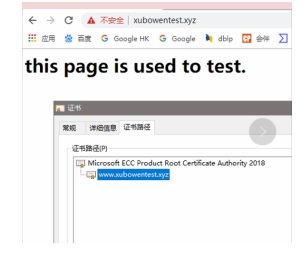 不安全 | xubowentest.xyz
应用 百度 G Google HK G Google dblp 会伴
this page is used to test.
证书
常规 详细信息 证书路径
证书路径(P)
Microsoft ECC Product Root Certificate Authority 2018
www.xubowentest.xyz